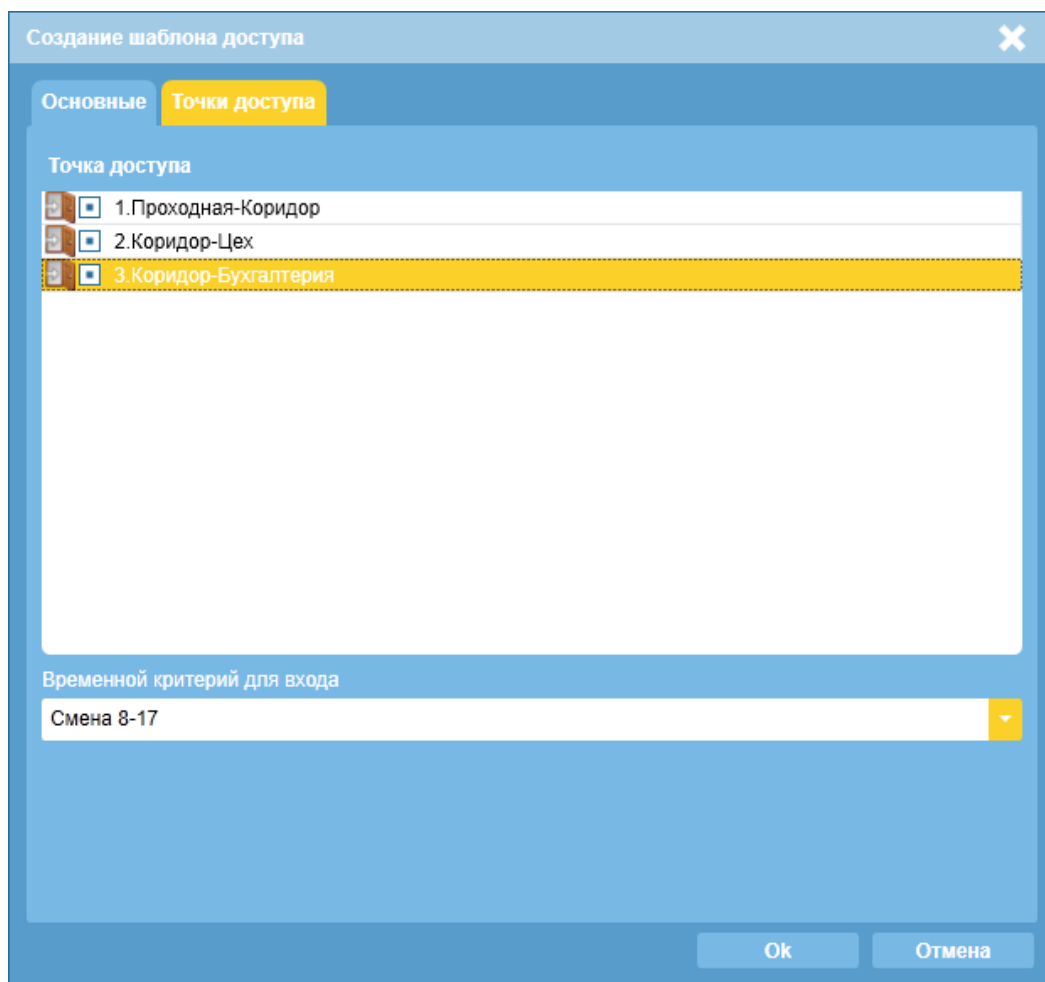 Создание шаблона доступа
Основные Точки доступа
Точка доступа
1.Проходная-Коридор
2.Коридор-Цех
3.Коридор-Бухгалтерия
Временной критерий для входа
Смена 8-17
Ok Отмена